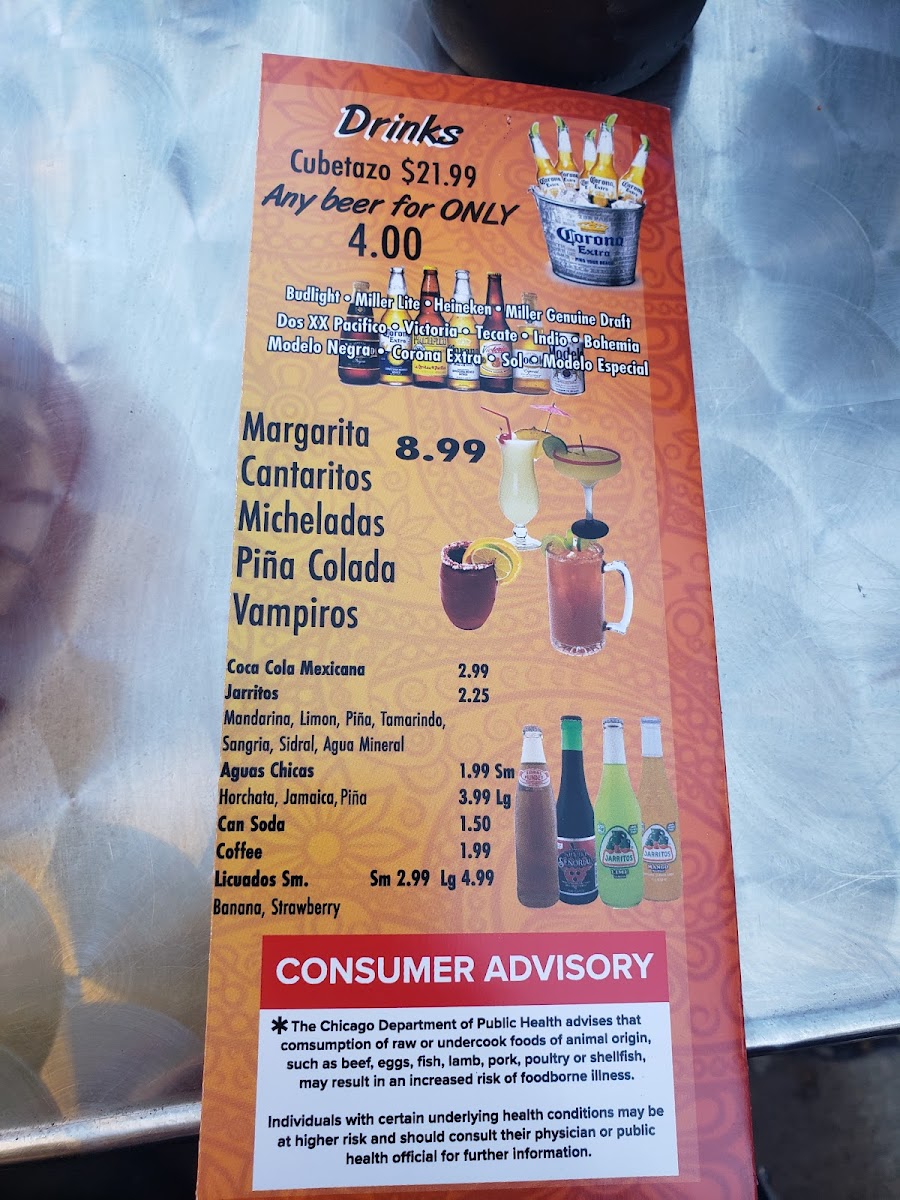 Drinks
Cubetazo $21.99
Any beer for ONLY
4.00
Corona
Extra
Budlight • Miller Lite • Heineken • Miller Genuine Draft
Dos XX Pacifico • Victoria • Tecate • Indio • Bohemia
Modelo Negra • Corona Extra • Sol • Modelo Especial
Margarita 8.99
Cantaritos
Micheladas
Piña Colada
Vampiros
Coca Cola Mexicana 2.99
Jarritos 2.25
Mandarina, Limon, Piña, Tamarindo,
Sangria, Sidral, Agua Mineral
Aguas Chicas 1.99 Sm
Horchata, Jamaica, Piña 3.99 Lg
Can Soda 1.50
Coffee 1.99
Licuados Sm. Sm 2.99 Lg 4.99
Banana, Strawberry
JARRITOS
JARRITOS
CONSUMER ADVISORY
* The Chicago Department of Public Health advises that
comsumption of raw or undercook foods of animal origin,
such as beef, eggs, fish, lamb, pork, poultry or shellfish,
may result in an increased risk of foodborne illness.
Individuals with certain underlying health conditions may be
at higher risk and should consult their physician or public
health official for further information.